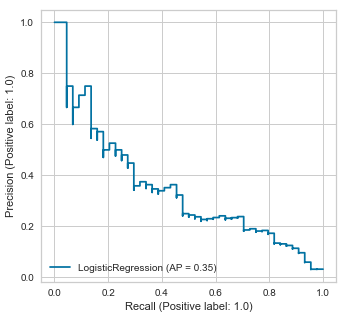 1.0
0.8
0.6
0.4
0.2
0.0
Precision (Positive label: 1.0)
LogisticRegression (AP = 0.35)
0.0 0.2 0.4 0.6 0.8 1.0
Recall (Positive label: 1.0)